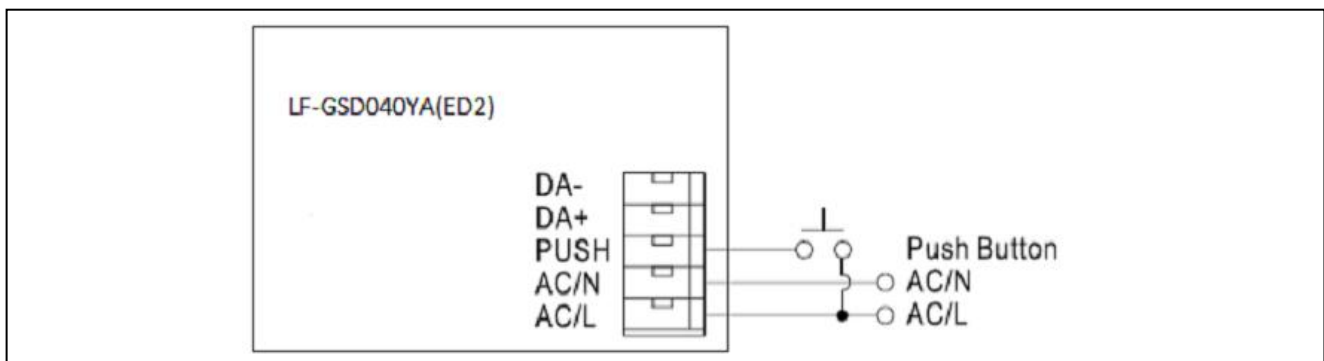 LF-GSD040YA(ED2)
DA-
DA+
PUSH
AC/N
AC/L
Push Button
AC/N
AC/L